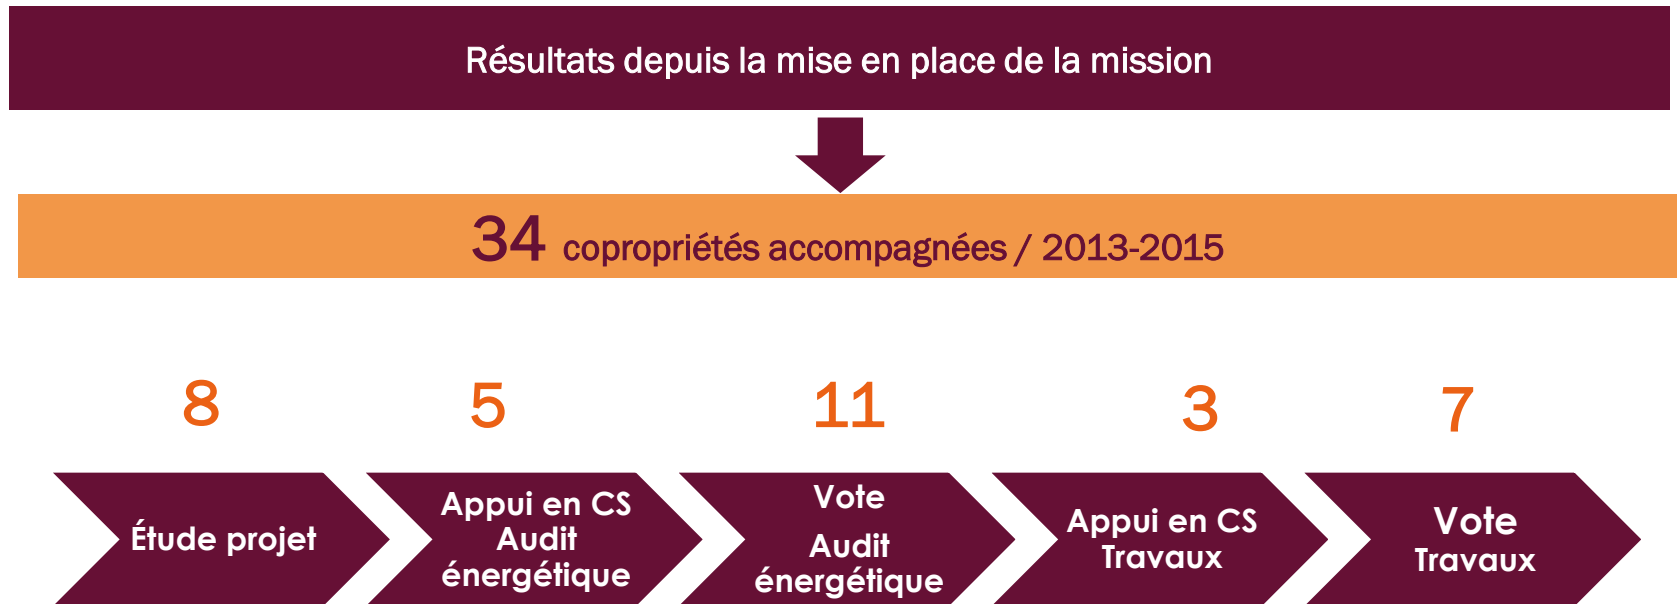 Résultats depuis la mise en place de la mission
34 copropriétés accompagnées / 2013-2015
8
5
11
3
7
Étude projet
Appui en CS
Audit
énergétique
Vote
Audit
énergétique
Appui en CS
Travaux
Vote
Travaux